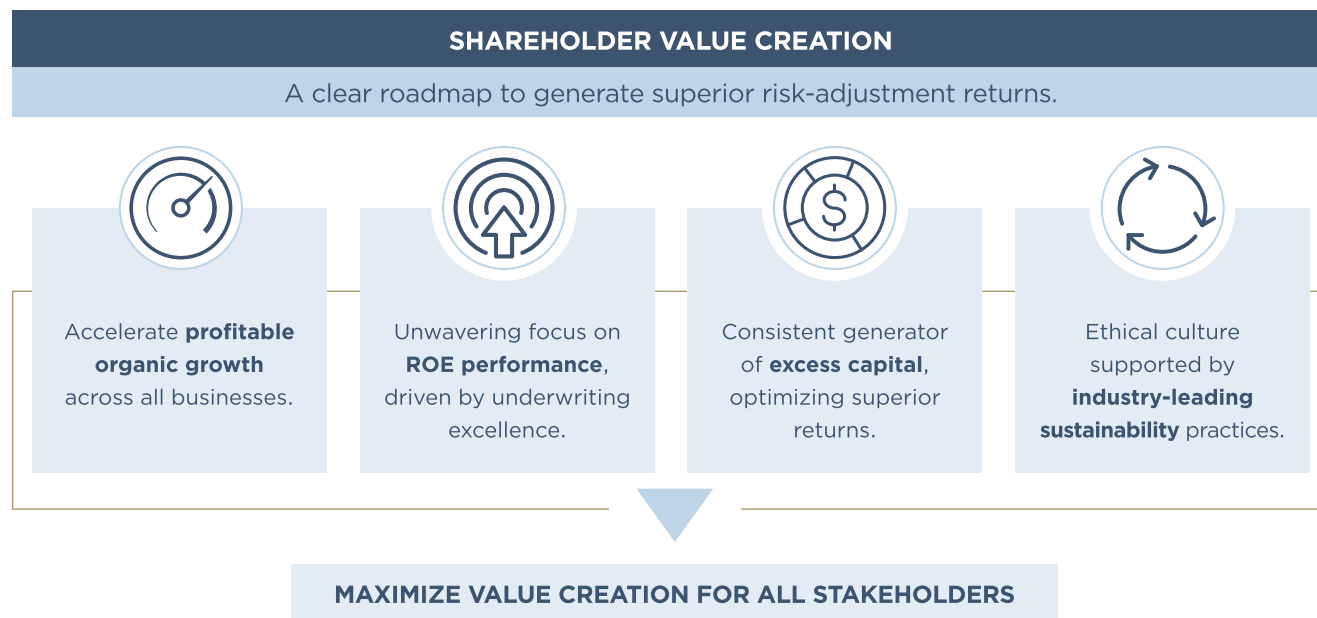 SHAREHOLDER VALUE CREATION
A clear roadmap to generate superior risk-adjustment returns.
Accelerate profitable
organic growth
across all businesses.
Unwavering focus on
ROE performance,
driven by underwriting
excellence.
Consistent generator
of excess capital,
optimizing superior
returns.
Ethical culture
supported by
industry-leading
sustainability practices.
MAXIMIZE VALUE CREATION FOR ALL STAKEHOLDERS